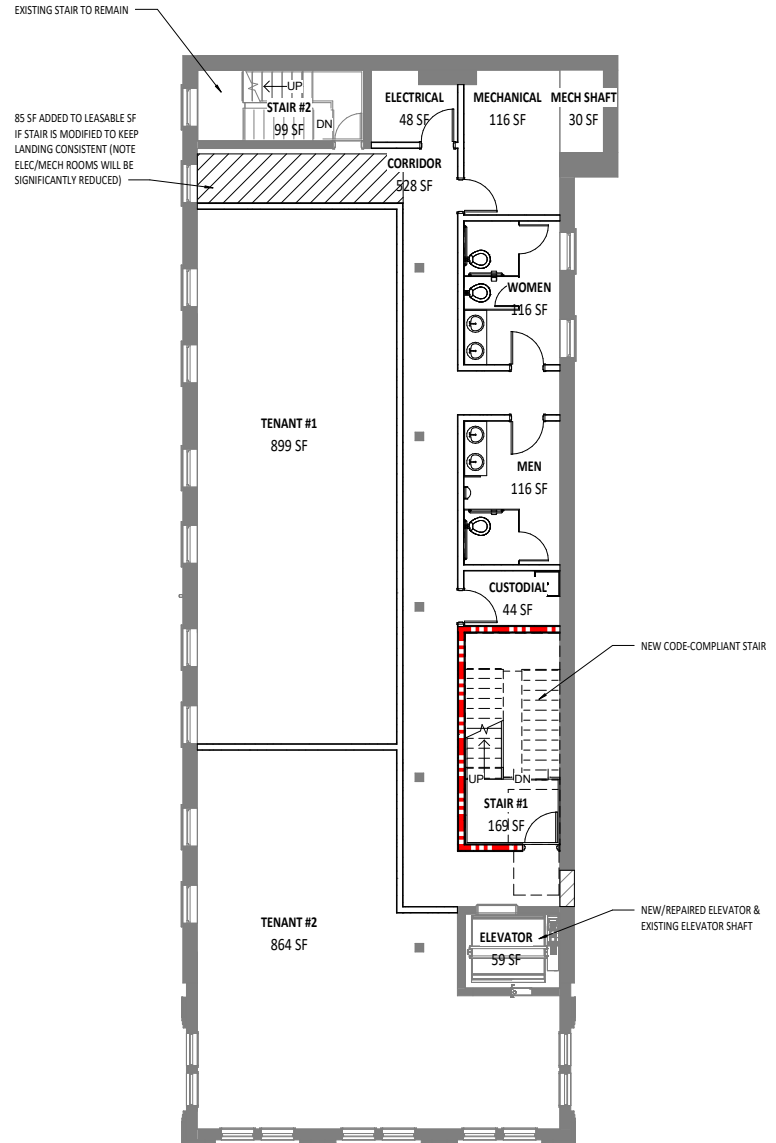 EXISTING STAIR TO REMAIN
UP
STAIR #2
99 SF
DN
ELECTRICAL
48 SF
MECHANICAL
116 SF
MECH SHAFT
30 SF
85 SF ADDED TO LEASABLE SF
IF STAIR IS MODIFIED TO KEEP
LANDING CONSISTENT (NOTE
ELEC/MECH ROOMS WILL BE
SIGNIFICANTLY REDUCED)
CORRIDOR
528 SF
WOMEN
116 SF
TENANT #1
899 SF
MEN
116 SF
CUSTODIAL
44 SF
NEW CODE-COMPLIANT STAIR
UP
DN
STAIR #1
169 SF
TENANT #2
864 SF
ELEVATOR
59 SF
NEW/REPAIRED ELEVATOR &
EXISTING ELEVATOR SHAFT